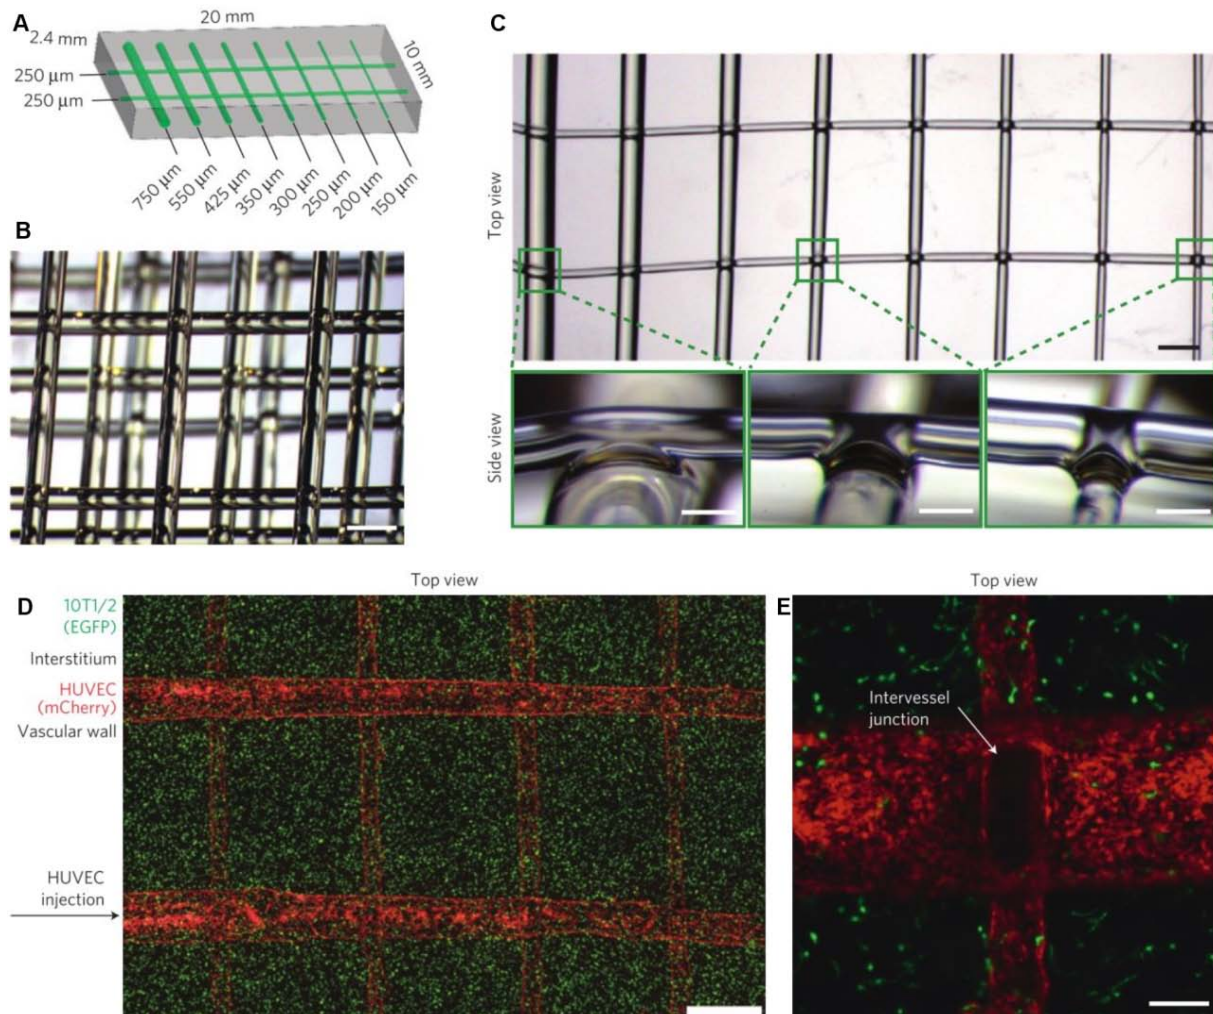 A
20 mm
2.4 mm
10 mm
250 µm
250 µm
750 µm
550 µm
425 µm
350 µm
300 µm
250 µm
200 µm
150 µm
B
C
Top view
Side view
D
Top view
10T1/2
(EGFP)
Interstitium
HUVEC
(mCherry)
Vascular wall
HUVEC
injection
E
Top view
Intervessel
junction